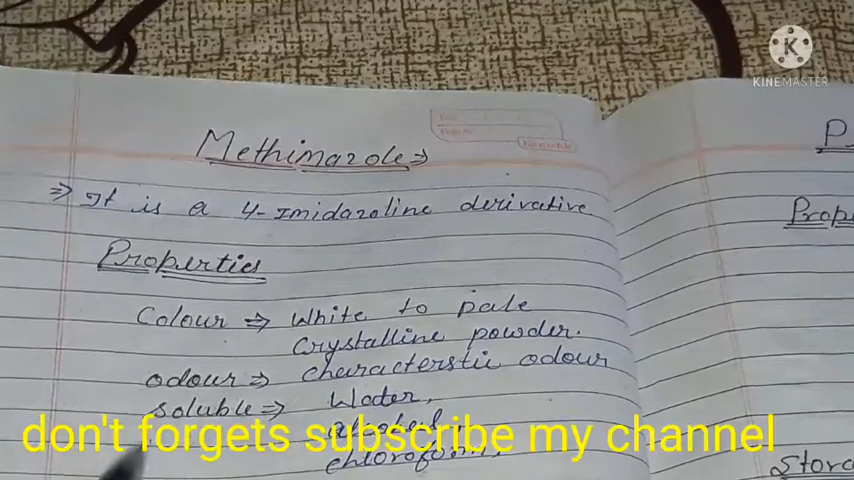 KINEMASTER
Methimazole ⇒
⇒ It is a 4-Imidazoline derivative
Properties
Colour ⇒ White to pale
Crystalline powder.
odour ⇒ characterstic odour
soluble ⇒ Water,
alcohol,
chloroform,
don't forgets subscribe my channel
P
Prope
Stora